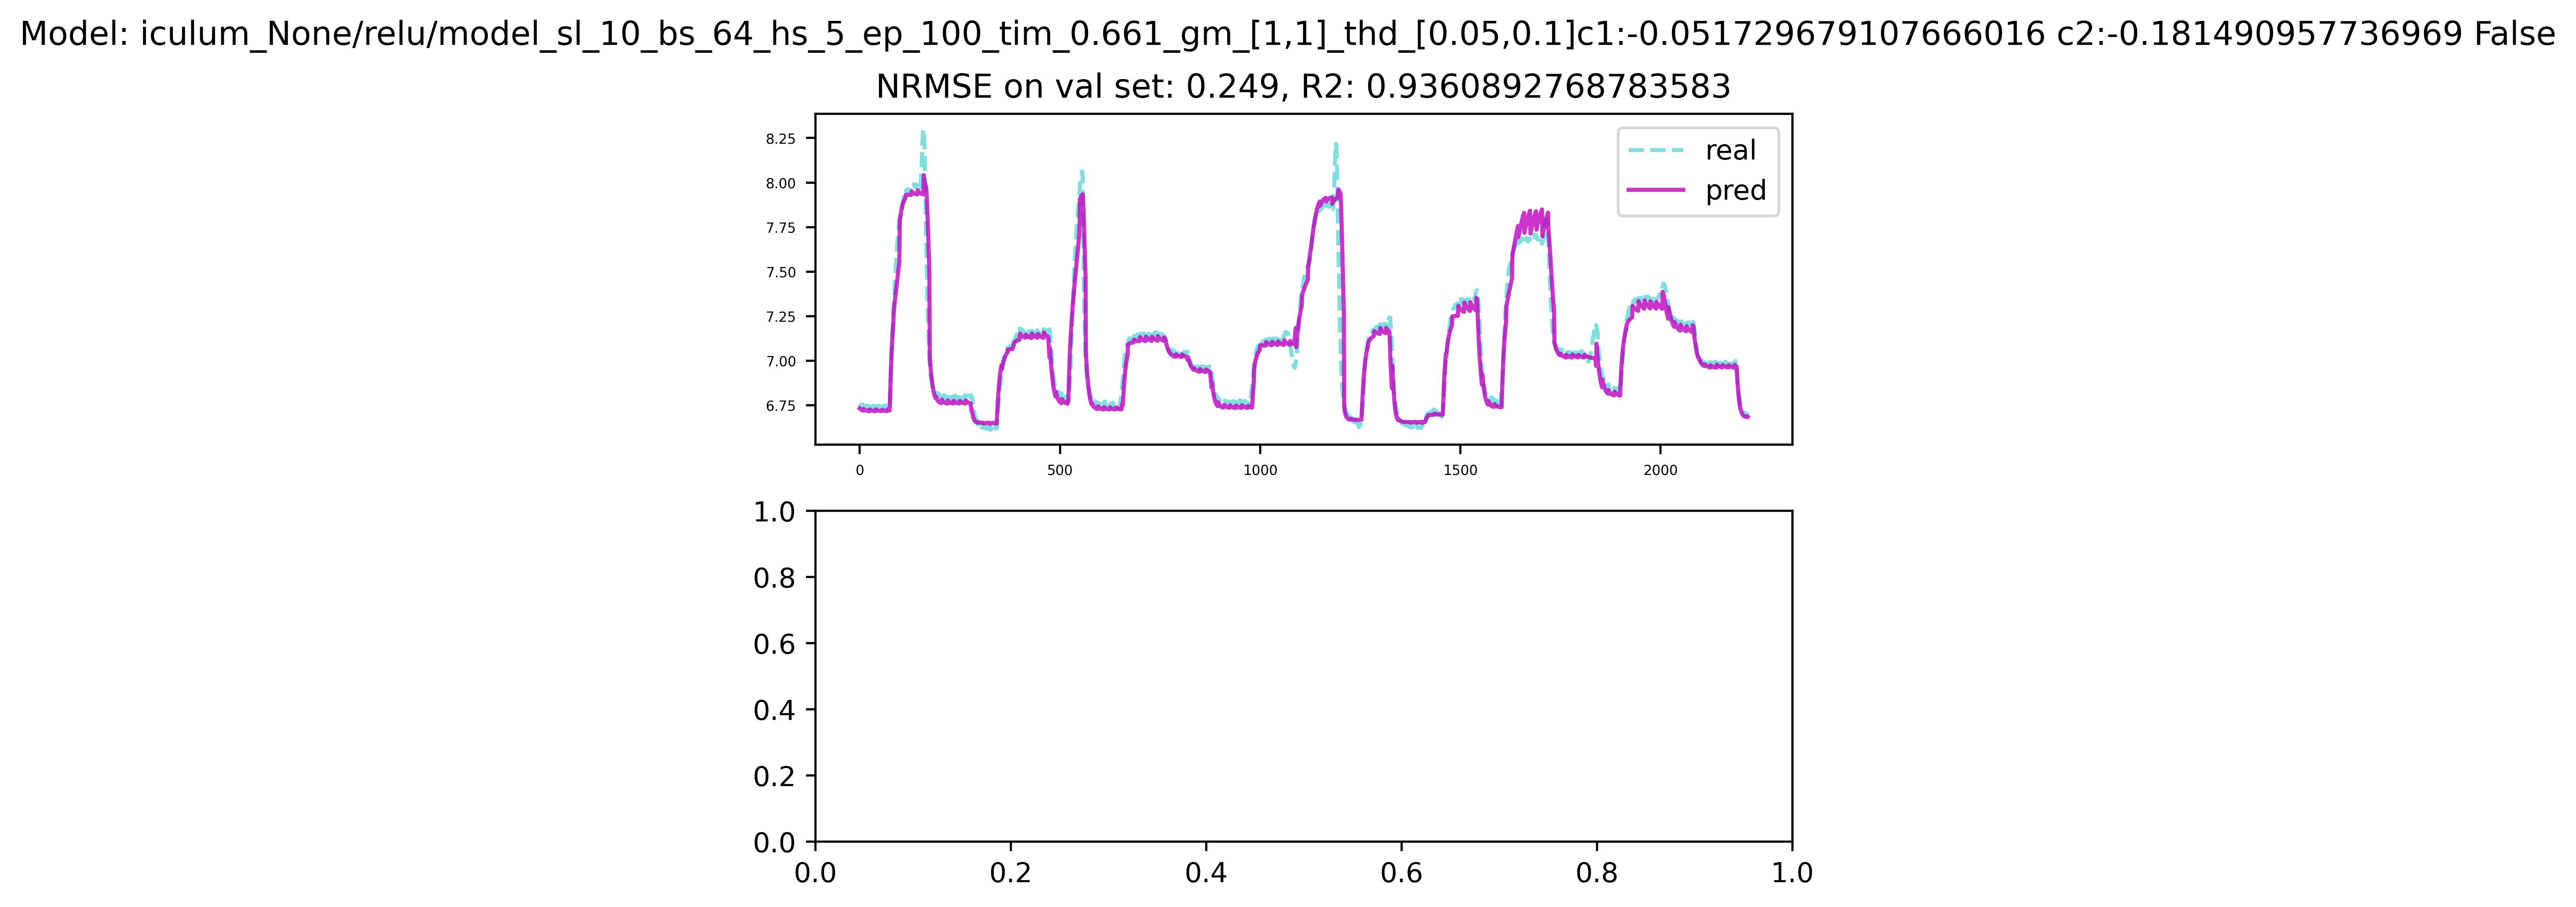 Model: iculum_None/relu/model_sl_10_bs_64_hs_5_ep_100_tim_0.661_gm_[1,1]_thd_[0.05,0.1]c1:-0.051729679107666016 c2:-0.181490957736969 False
NRMSE on val set: 0.249, R2: 0.9360892768783583
8.25
8.00
7.75
7.50
7.25
7.00
6.75
real
pred
0 500 1000 1500 2000
1.0
0.8
0.6
0.4
0.2
0.0
0.0 0.2 0.4 0.6 0.8 1.0